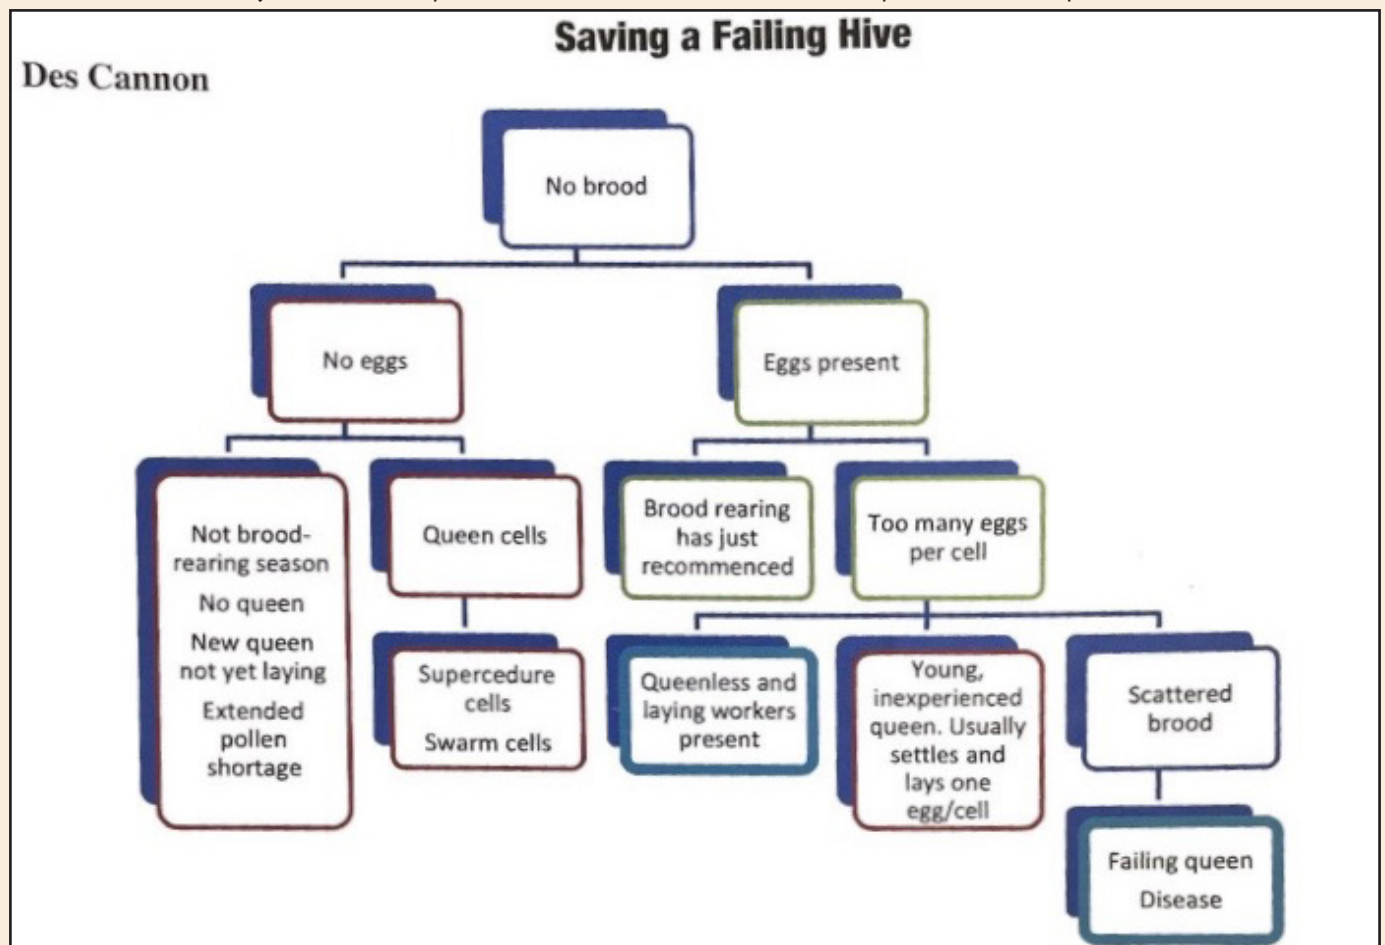 Saving a Failing Hive
Des Cannon
No brood
No eggs
Eggs present
Not brood-
rearing season
No queen
New queen
not yet laying
Extended
pollen
shortage
Queen cells
Brood rearing
has just
recommenced
Too many eggs
per cell
Supercedure
cells
Swarm cells
Queenless and
laying workers
present
Young,
inexperienced
queen. Usually
settles and
lays one
egg/cell
Scattered
brood
Failing queen
Disease